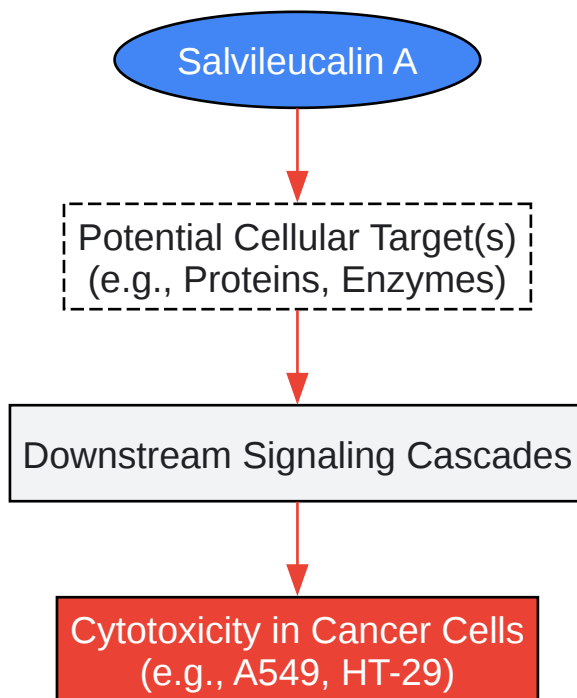 Salvileucalin A
Potential Cellular Target(s)
(e.g., Proteins, Enzymes)
Downstream Signaling Cascades
Cytotoxicity in Cancer Cells
(e.g., A549, HT-29)